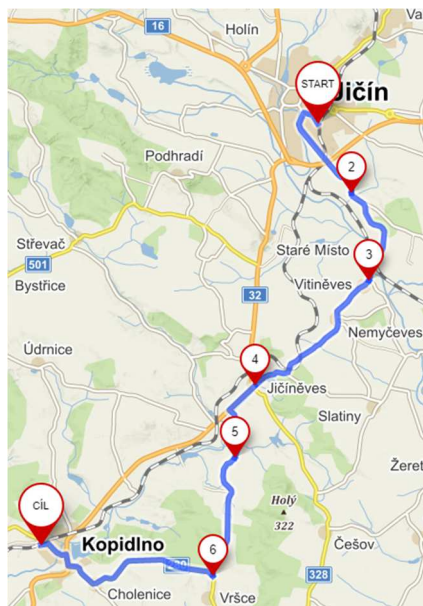 Va
16
Holín
START
Jičín
Podhradí
2
Střevač
Staré Místo
3
501
Bystřice
Vitiněves
32
Nemyčeves
Údrnice
4
Jičíněves
Slatiny
5
Žeret
Holý
322
CÍL
Kopidlno
6
Češov
328
Cholenice
Vršce